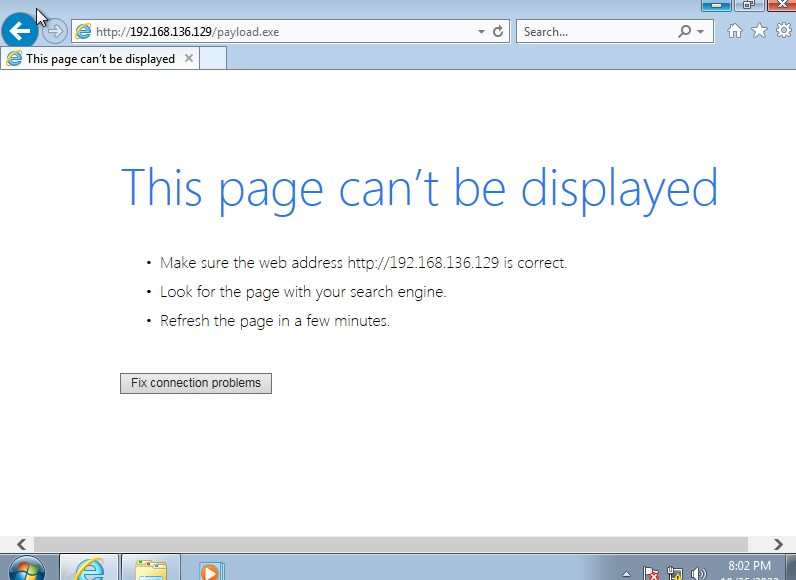 http://192.168.136.129/payload.exe
Search...
This page can't be displayed
This page can't be displayed
• Make sure the web address http://192.168.136.129 is correct.
• Look for the page with your search engine.
• Refresh the page in a few minutes.
Fix connection problems
8:02 PM